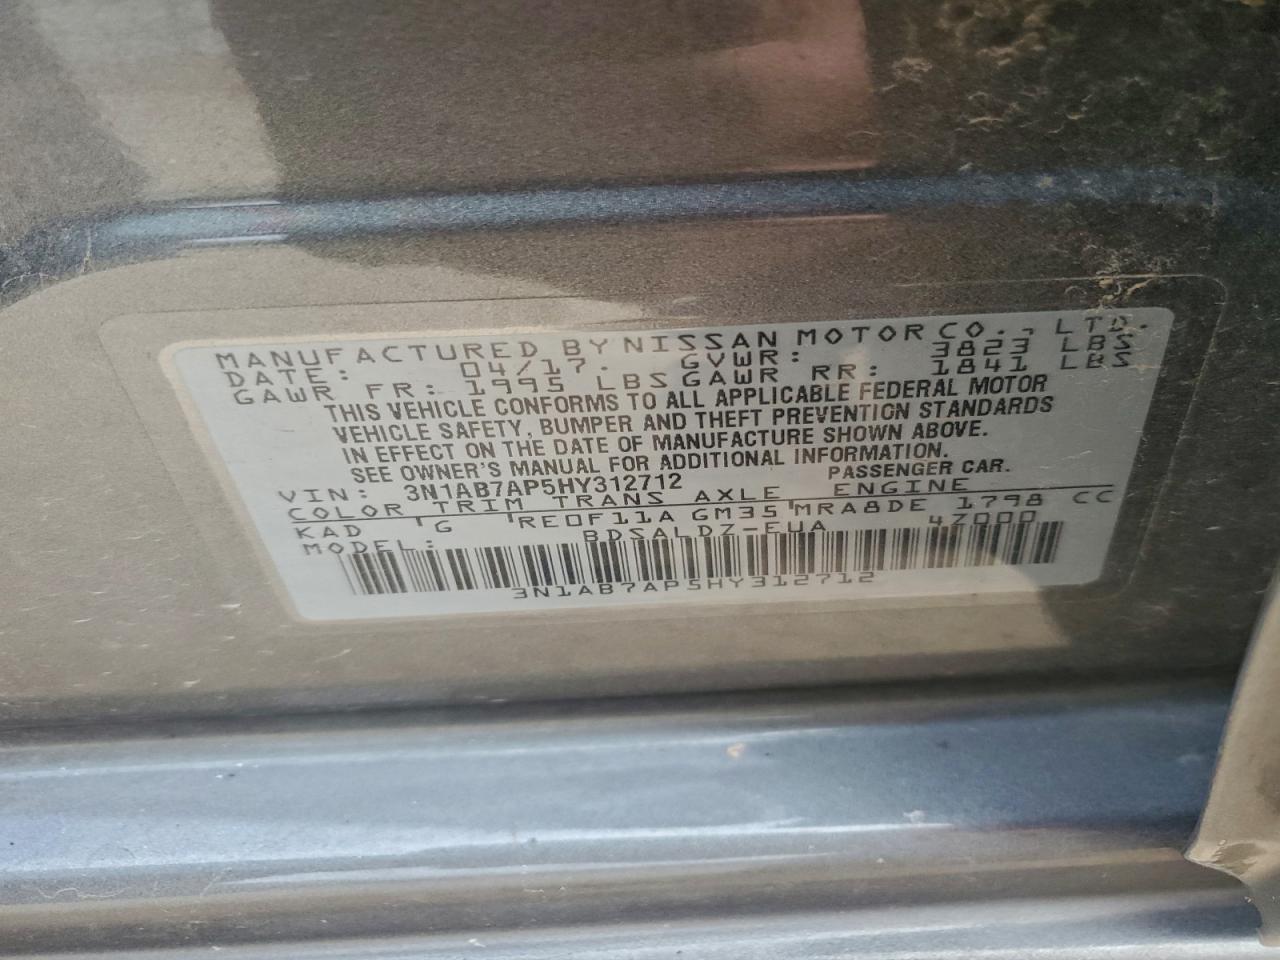 MANUFACTURED BY NISSAN MOTOR CO., LTD.
DATE: 04/17. GVWR: 3823 LBS
GAWR FR: 1995 LBS GAWR RR: 1841 LBS
THIS VEHICLE CONFORMS TO ALL APPLICABLE FEDERAL MOTOR
VEHICLE SAFETY, BUMPER AND THEFT PREVENTION STANDARDS
IN EFFECT ON THE DATE OF MANUFACTURE SHOWN ABOVE.
SEE OWNER'S MANUAL FOR ADDITIONAL INFORMATION.
VIN: 3N1AB7AP5HY312712 PASSENGER CAR.
COLOR TRIM TRANS AXLE ENGINE
KAD G RE0F11A GM35 MRA8DE 1798 CC
MODEL: BDSALDZ-EUA 4Z000
3N1AB7AP5HY312712